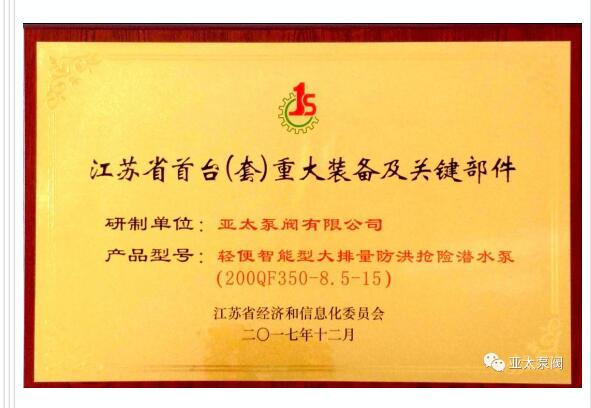 1S
江苏省首台(套)重大装备及关键部件
研制单位：亚太泵阀有限公司
产品型号：轻便智能型大排量防洪抢险潜水泵
(200QF350-8.5-15)
江苏省经济和信息化委员会
二〇一七年十二月
亚太泵阀